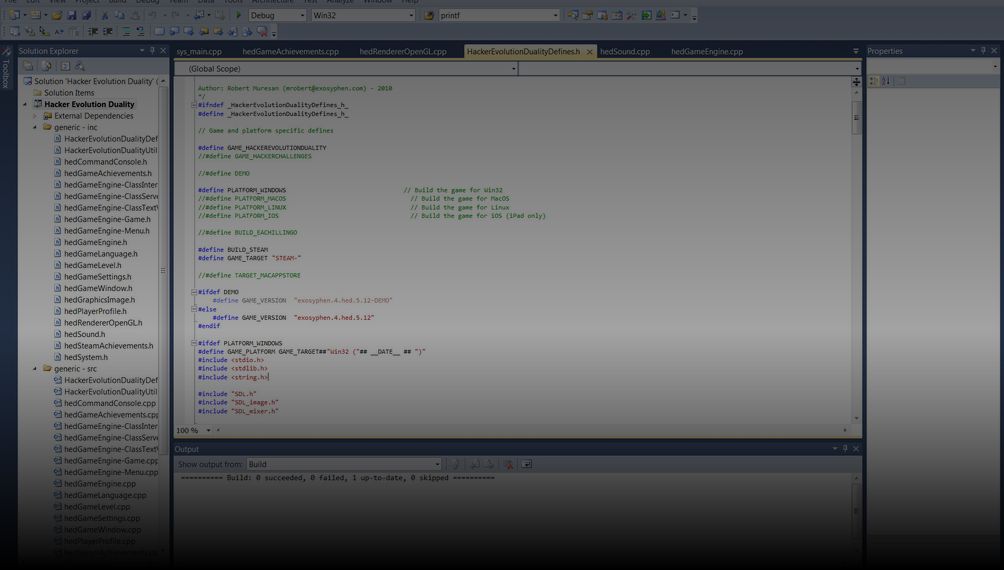 Project Build Debug Team Data Tools Test Analyze Window Help
Debug Win32 printf
Toolbox
Solution Explorer
Solution 'Hacker Evolution Duality' (
Solution Items
Hacker Evolution Duality
External Dependencies
generic - inc
HackerEvolutionDualityDef
HackerEvolutionDualityUtil
hedCommandConsole.h
hedGameAchievements.h
hedGameEngine-ClassInter
hedGameEngine-ClassServe
hedGameEngine-ClassText
hedGameEngine-Game.h
hedGameEngine-Menu.h
hedGameEngine.h
hedGameLanguage.h
hedGameLevel.h
hedGameSettings.h
hedGameWindow.h
hedGraphicsImage.h
hedPlayerProfile.h
hedRendererOpenGL.h
hedSound.h
hedSteamAchievements.h
hedSystem.h
generic - src
HackerEvolutionDualityDef
HackerEvolutionDualityUtil
hedCommandConsole.cpp
hedGameAchievements.cpp
hedGameEngine-ClassInter
hedGameEngine-ClassServe
hedGameEngine-ClassText
hedGameEngine-Game.cpp
hedGameEngine-Menu.cpp
hedGameEngine.cpp
hedGameLanguage.cpp
hedGameLevel.cpp
hedGameSettings.cpp
hedGameWindow.cpp
hedPlayerProfile.cpp
sys_main.cpp hedGameAchievements.cpp hedRendererOpenGL.cpp HackerEvolutionDualityDefines.h hedSound.cpp hedGameEngine.cpp
(Global Scope)
Author: Robert Muresan (mrobert@exosyphen.com) - 2010
*/
#ifndef _HackerEvolutionDualityDefines_h_
#define _HackerEvolutionDualityDefines_h_
// Game and platform specific defines
#define GAME_HACKEREVOLUTIONDUALITY
//#define GAME_HACKERCHALLENGES
//#define DEMO
#define PLATFORM_WINDOWS // Build the game for Win32
//#define PLATFORM_MACOS // Build the game for MacOS
//#define PLATFORM_LINUX // Build the game for Linux
//#define PLATFORM_IOS // Build the game for iOS (iPad only)
//#define BUILD_EACHILLINGO
#define BUILD_STEAM
#define GAME_TARGET "STEAM-"
//#define TARGET_MACAPPSTORE
#ifdef DEMO
#define GAME_VERSION "exosyphen.4.hed.5.12-DEMO"
#else
#define GAME_VERSION "exosyphen.4.hed.5.12"
#endif
#ifdef PLATFORM_WINDOWS
#define GAME_PLATFORM GAME_TARGET##"Win32 ("## __DATE__ ## ")"
#include <stdio.h>
#include <stdlib.h>
#include <string.h>
#include "SDL.h"
#include "SDL_image.h"
#include "SDL_mixer.h"
100 %
Output
Show output from: Build
========== Build: 0 succeeded, 0 failed, 1 up-to-date, 0 skipped ==========
Properties